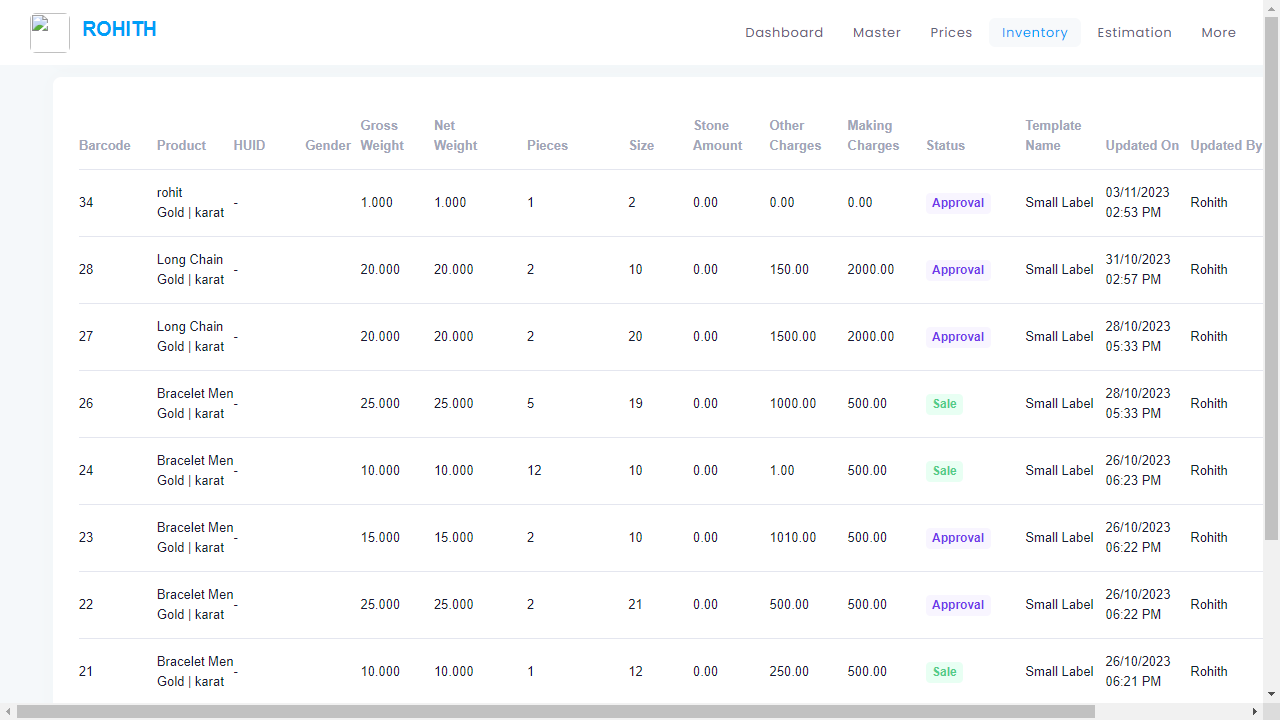 ROHITH
Dashboard Master Prices Inventory Estimation More
Barcode Product HUID Gender Gross Weight Net Weight Pieces Size Stone Amount Other Charges Making Charges Status Template Name Updated On Updated By
34 rohit Gold | karat - 1.000 1.000 1 2 0.00 0.00 0.00 Approval Small Label 03/11/2023 02:53 PM Rohith
28 Long Chain Gold | karat - 20.000 20.000 2 10 0.00 150.00 2000.00 Approval Small Label 31/10/2023 02:57 PM Rohith
27 Long Chain Gold | karat - 20.000 20.000 2 20 0.00 1500.00 2000.00 Approval Small Label 28/10/2023 05:33 PM Rohith
26 Bracelet Men Gold | karat - 25.000 25.000 5 19 0.00 1000.00 500.00 Sale Small Label 28/10/2023 05:33 PM Rohith
24 Bracelet Men Gold | karat - 10.000 10.000 12 10 0.00 1.00 500.00 Sale Small Label 26/10/2023 06:23 PM Rohith
23 Bracelet Men Gold | karat - 15.000 15.000 2 10 0.00 1010.00 500.00 Approval Small Label 26/10/2023 06:22 PM Rohith
22 Bracelet Men Gold | karat - 25.000 25.000 2 21 0.00 500.00 500.00 Approval Small Label 26/10/2023 06:22 PM Rohith
21 Bracelet Men Gold | karat - 10.000 10.000 1 12 0.00 250.00 500.00 Sale Small Label 26/10/2023 06:21 PM Rohith